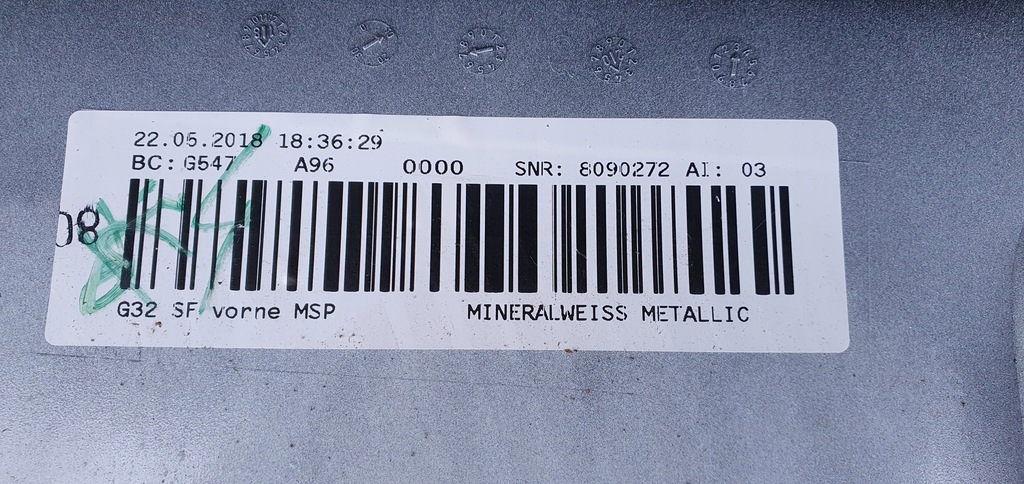 22.05.2018 18:36:29
BC: G547 A96 0000 SNR: 8090272 AI: 03
08
G32 SF vorne MSP MINERALWEISS METALLIC